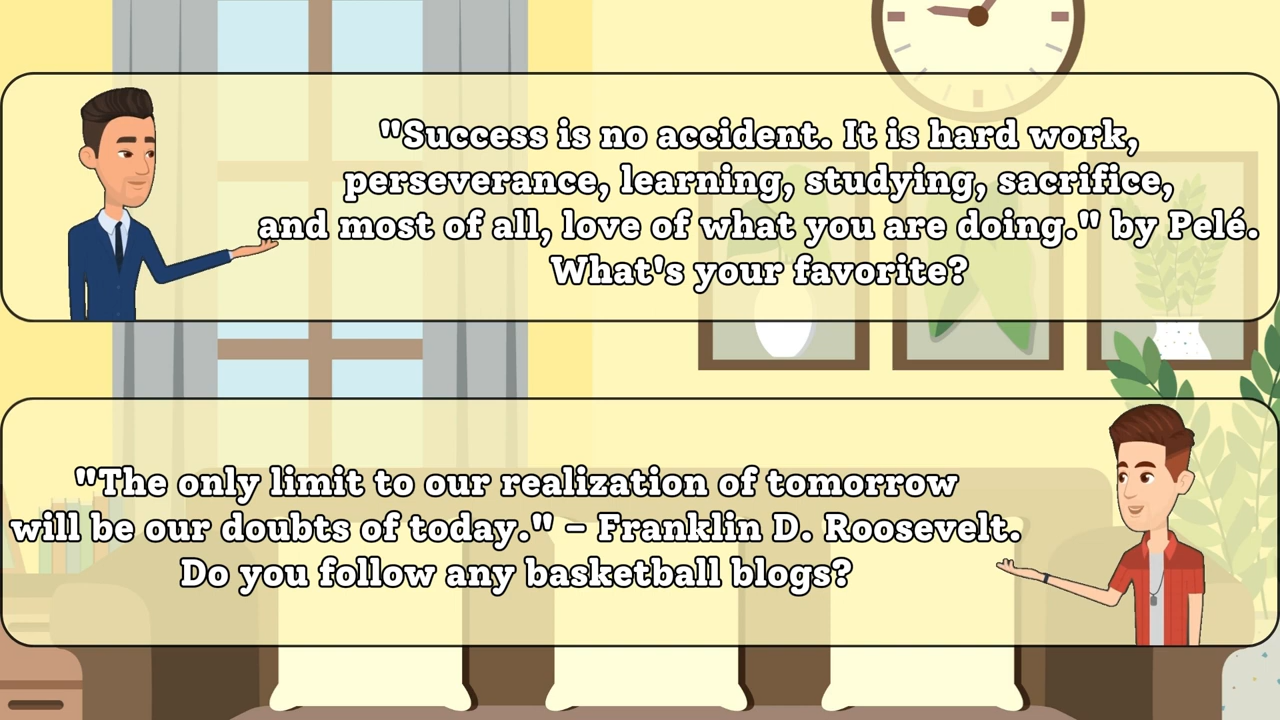 "Success is no accident. It is hard work,
perseverance, learning, studying, sacrifice,
and most of all, love of what you are doing." by Pelé.
What's your favorite?
"The only limit to our realization of tomorrow
will be our doubts of today." – Franklin D. Roosevelt.
Do you follow any basketball blogs?